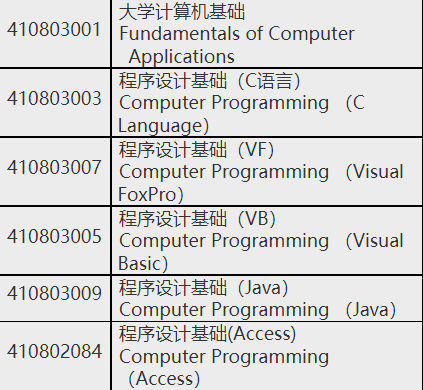 410803001
大学计算机基础
Fundamentals of Computer
Applications
410803003
程序设计基础（C语言）
Computer Programming （C
Language）
410803007
程序设计基础（VF）
Computer Programming （Visual
FoxPro）
410803005
程序设计基础（VB）
Computer Programming （Visual
Basic）
410803009
程序设计基础（Java）
Computer Programming （Java）
410802084
程序设计基础(Access)
Computer Programming
（Access）